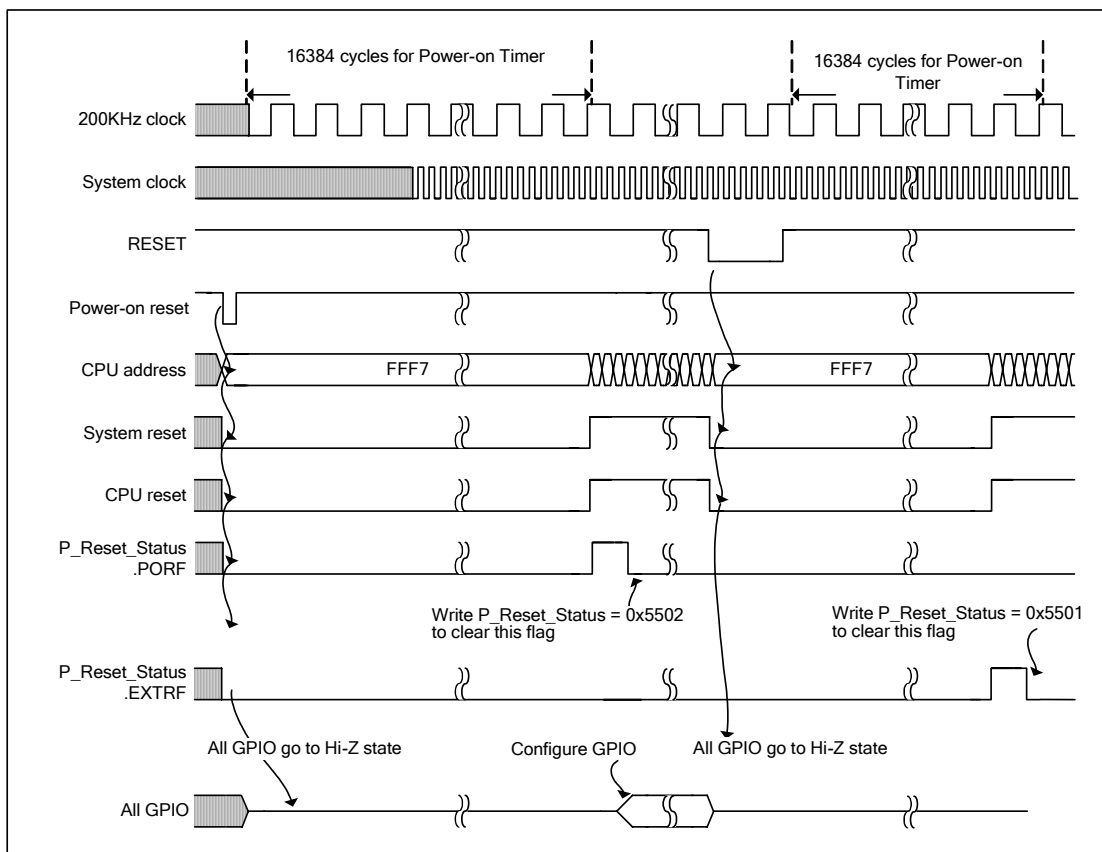 16384 cycles for Power-on Timer
16384 cycles for Power-on
Timer
200KHz clock
System clock
RESET
Power-on reset
CPU address
FFF7
FFF7
System reset
CPU reset
P_Reset_Status
.PORF
Write P_Reset_Status = 0x5502
to clear this flag
Write P_Reset_Status = 0x5501
to clear this flag
P_Reset_Status
.EXTRF
All GPIO go to Hi-Z state
Configure GPIO
All GPIO go to Hi-Z state
All GPIO